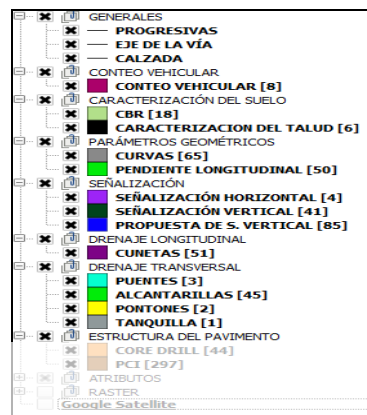 GENERALES
PROGRESIVAS
EJE DE LA VÍA
CALZADA
CONTEO VEHICULAR
CONTEO VEHICULAR [8]
CARACTERIZACIÓN DEL SUELO
CBR [18]
CARACTERIZACION DEL TALUD [6]
PARÁMETROS GEOMÉTRICOS
CURVAS [65]
PENDIENTE LONGITUDINAL [50]
SEÑALIZACIÓN
SEÑALIZACIÓN HORIZONTAL [4]
SEÑALIZACIÓN VERTICAL [41]
PROPUESTA DE S. VERTICAL [85]
DRENAJE LONGITUDINAL
CUNETAS [51]
DRENAJE TRANSVERSAL
PUENTES [3]
ALCANTARILLAS [45]
PONTONES [2]
TANQUILLA [1]
ESTRUCTURA DEL PAVIMENTO
CORE DRILL [44]
PCI [297]
ATRIBUTOS
RASTER
Google Satellite